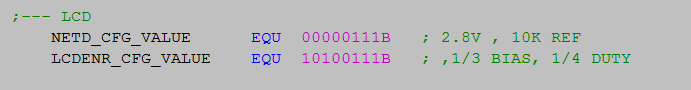 ;--- LCD
NETD_CFG_VALUE EQU 00000111B ; 2.8V , 10K REF
LCDENR_CFG_VALUE EQU 10100111B ; ,1/3 BIAS, 1/4 DUTY